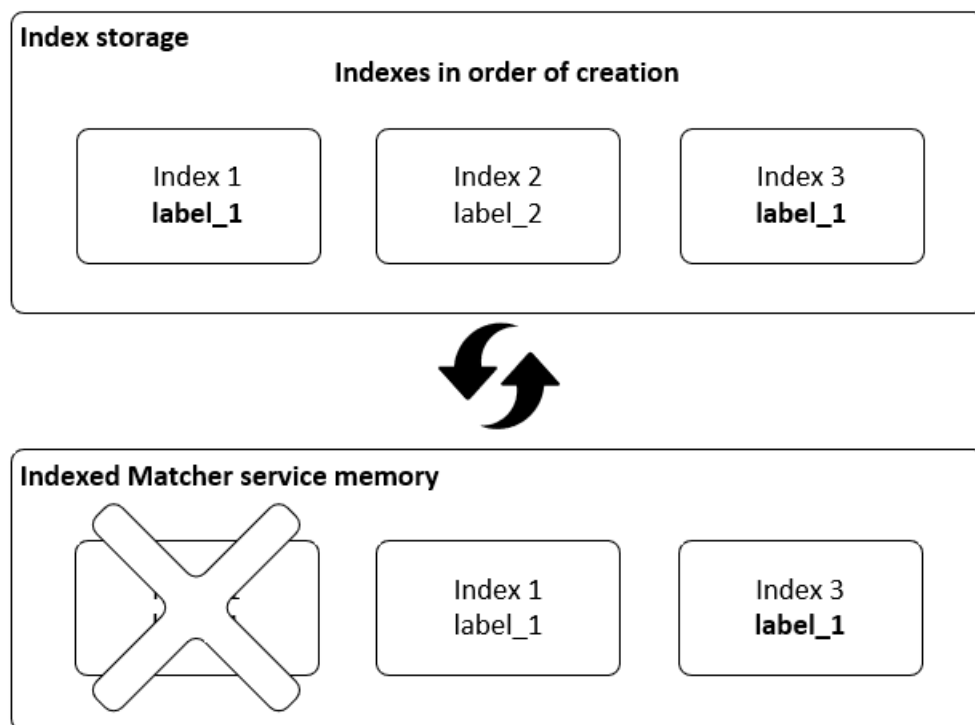 Index storage
Indexes in order of creation
Index 1
label_1
Index 2
label_2
Index 3
label_1
Indexed Matcher service memory
Index 1
label_1
Index 3
label_1